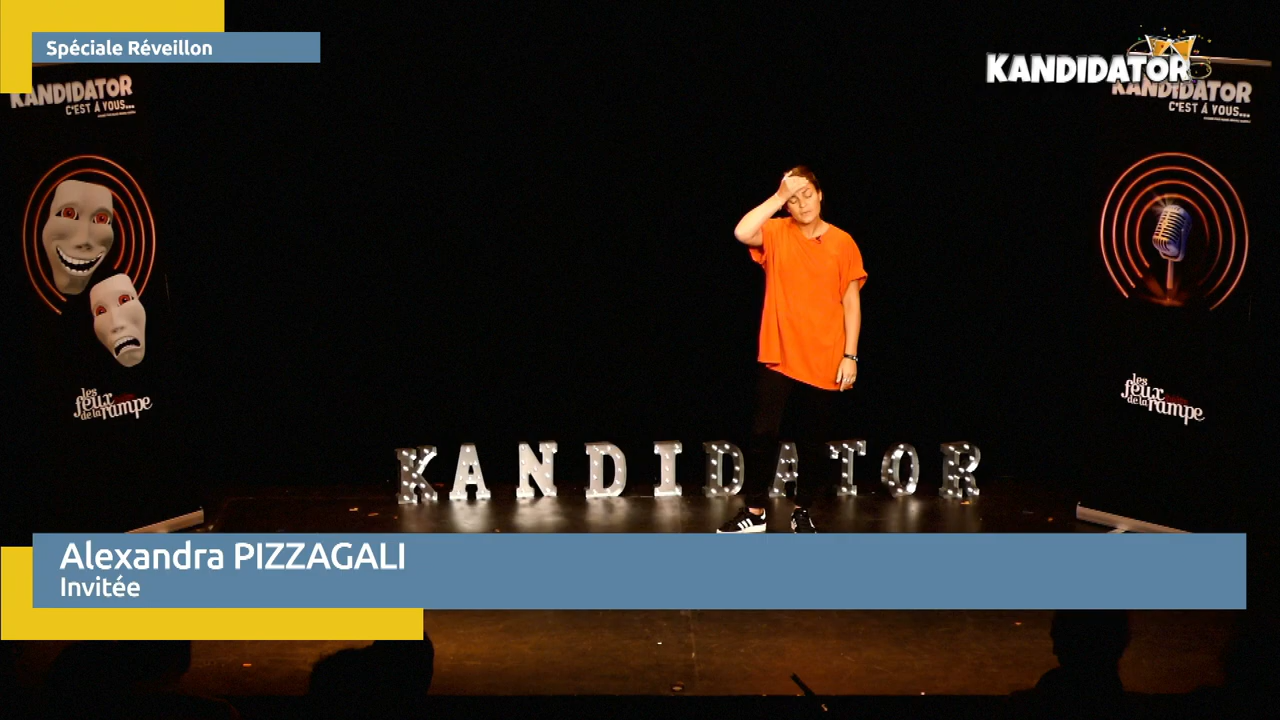 Spéciale Réveillon
KANDIDATOR
KANDIDATOR
C'EST À VOUS...
KANDIDATOR
C'EST À VOUS...
les
feux
de la rampe
les
feux
de la rampe
KANDIDATOR
Alexandra PIZZAGALI
Invitée